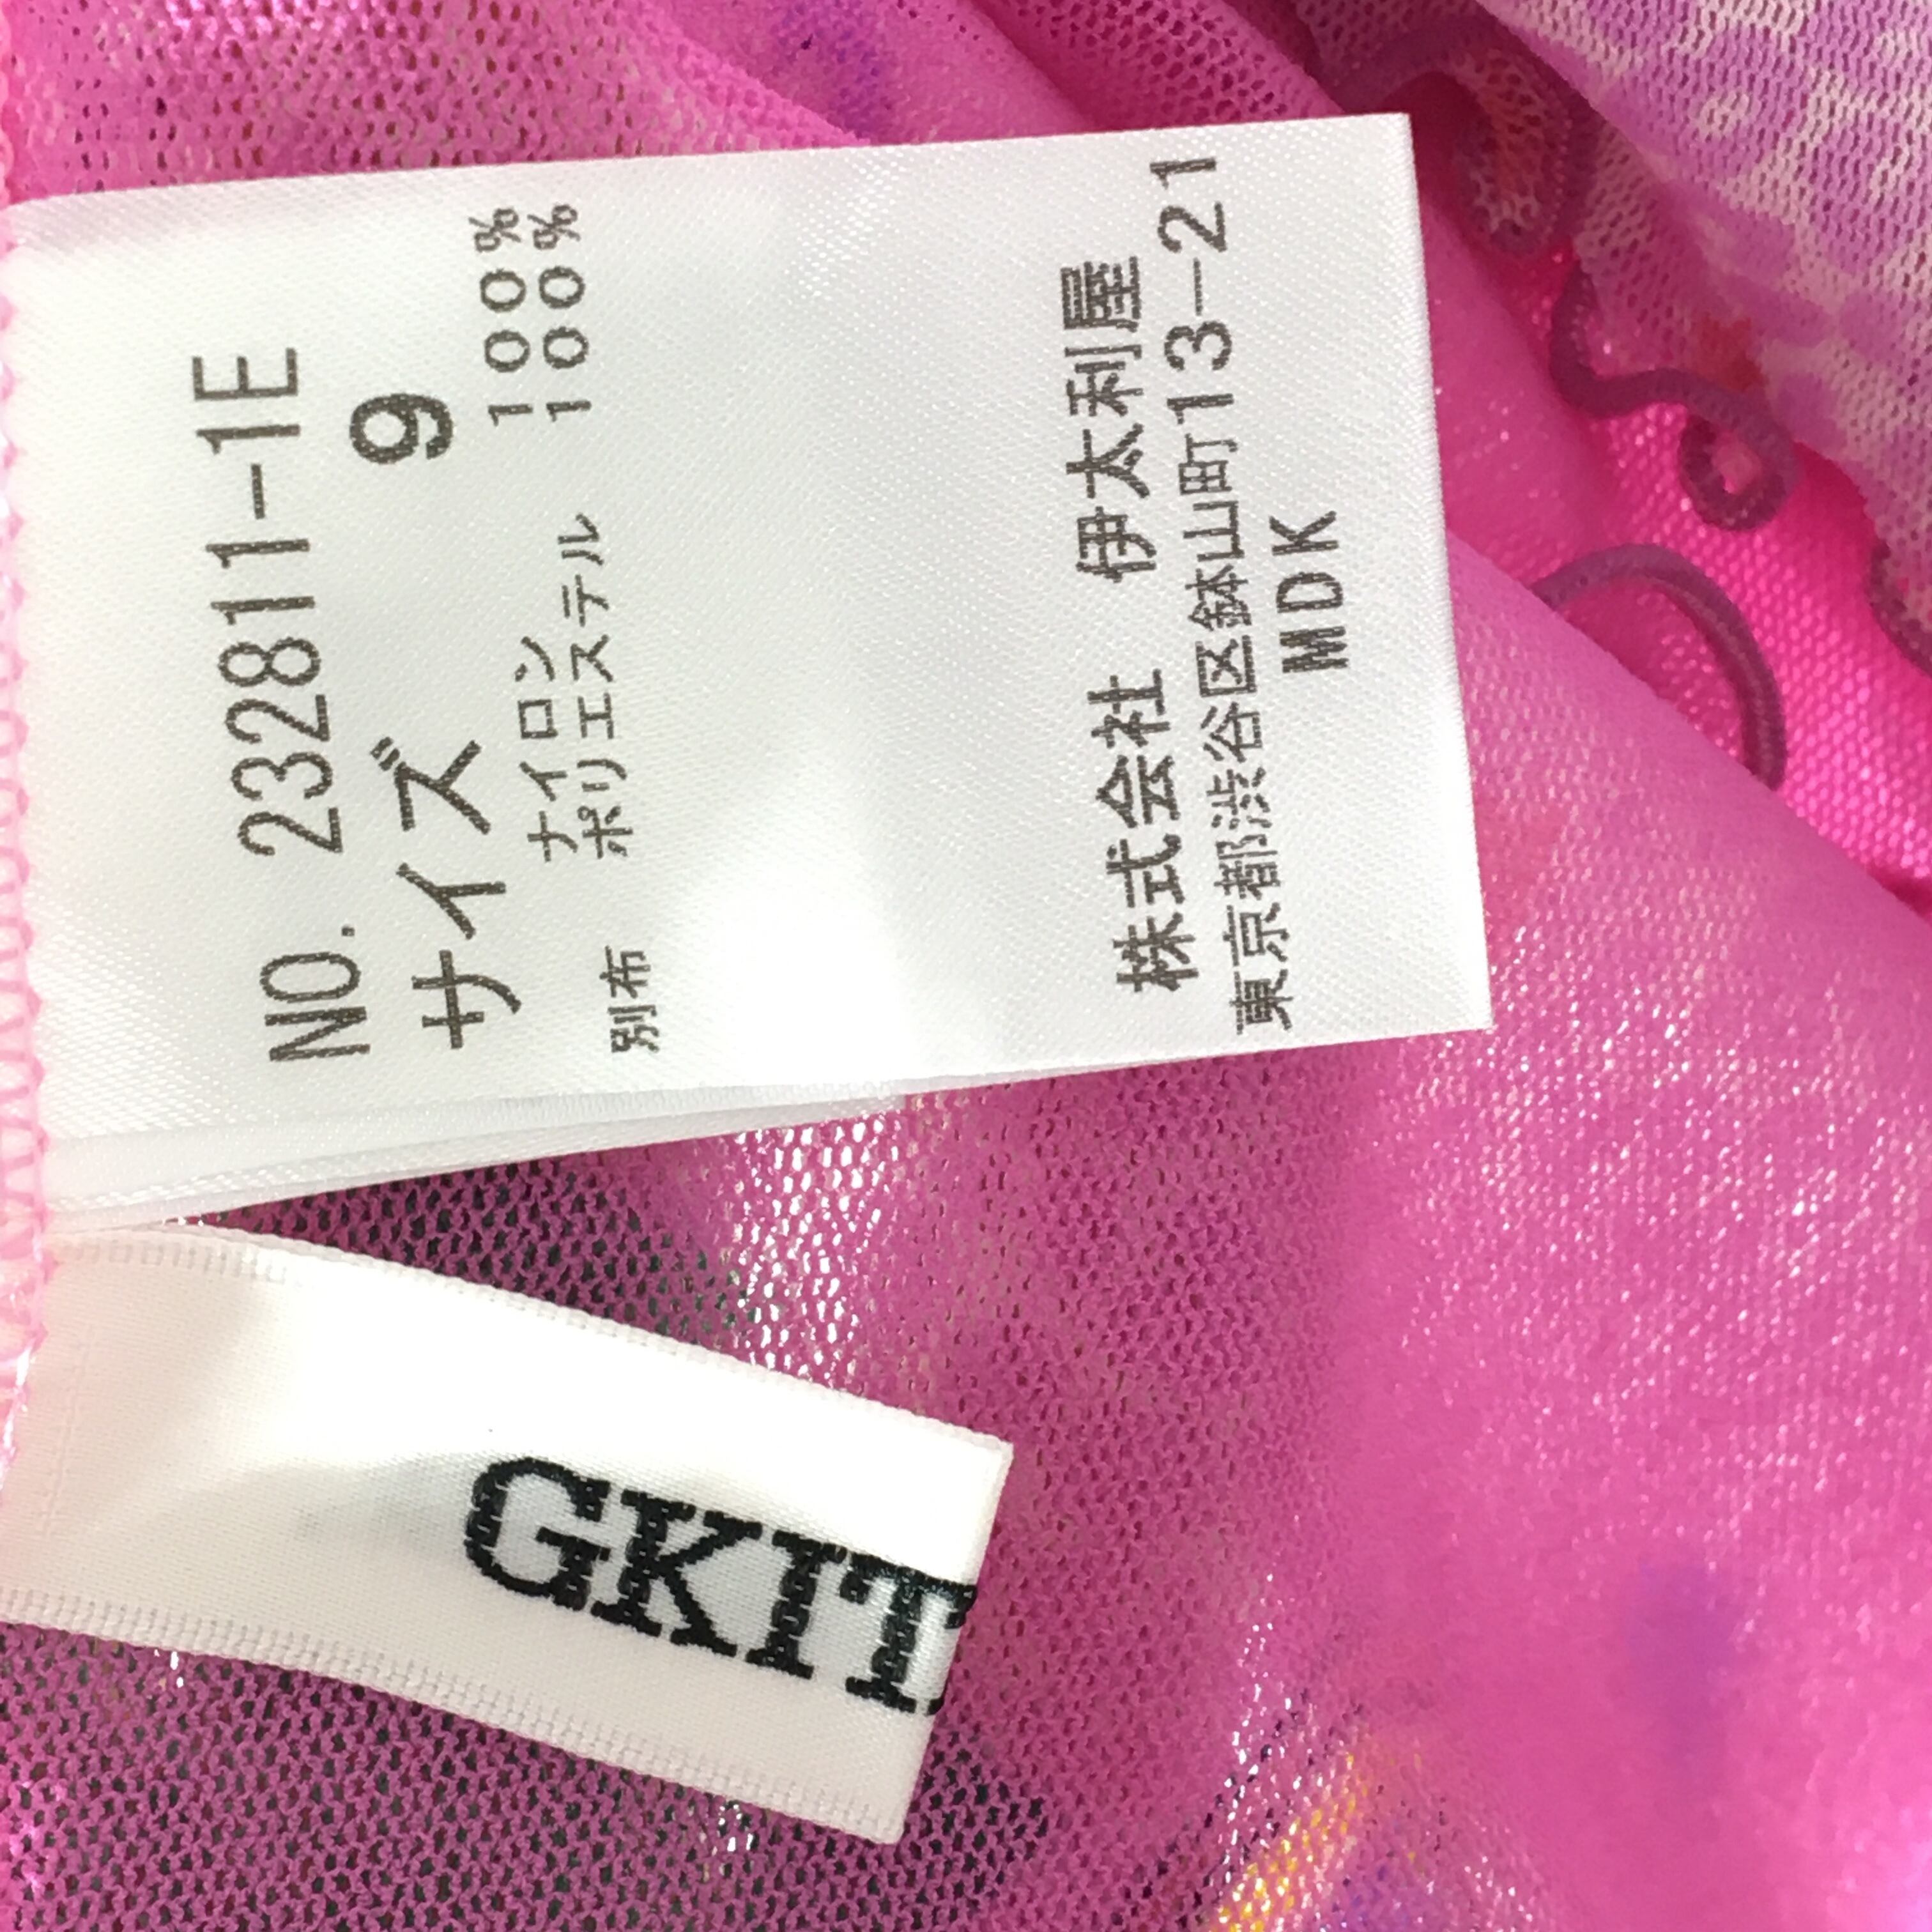 NO. 232811-1E
サイズ 9
ナイロン 100%
別布 ポリエステル 100%
株式会社 伊太利屋
東京都渋谷区鉢山町13-21
MDK
GKIT